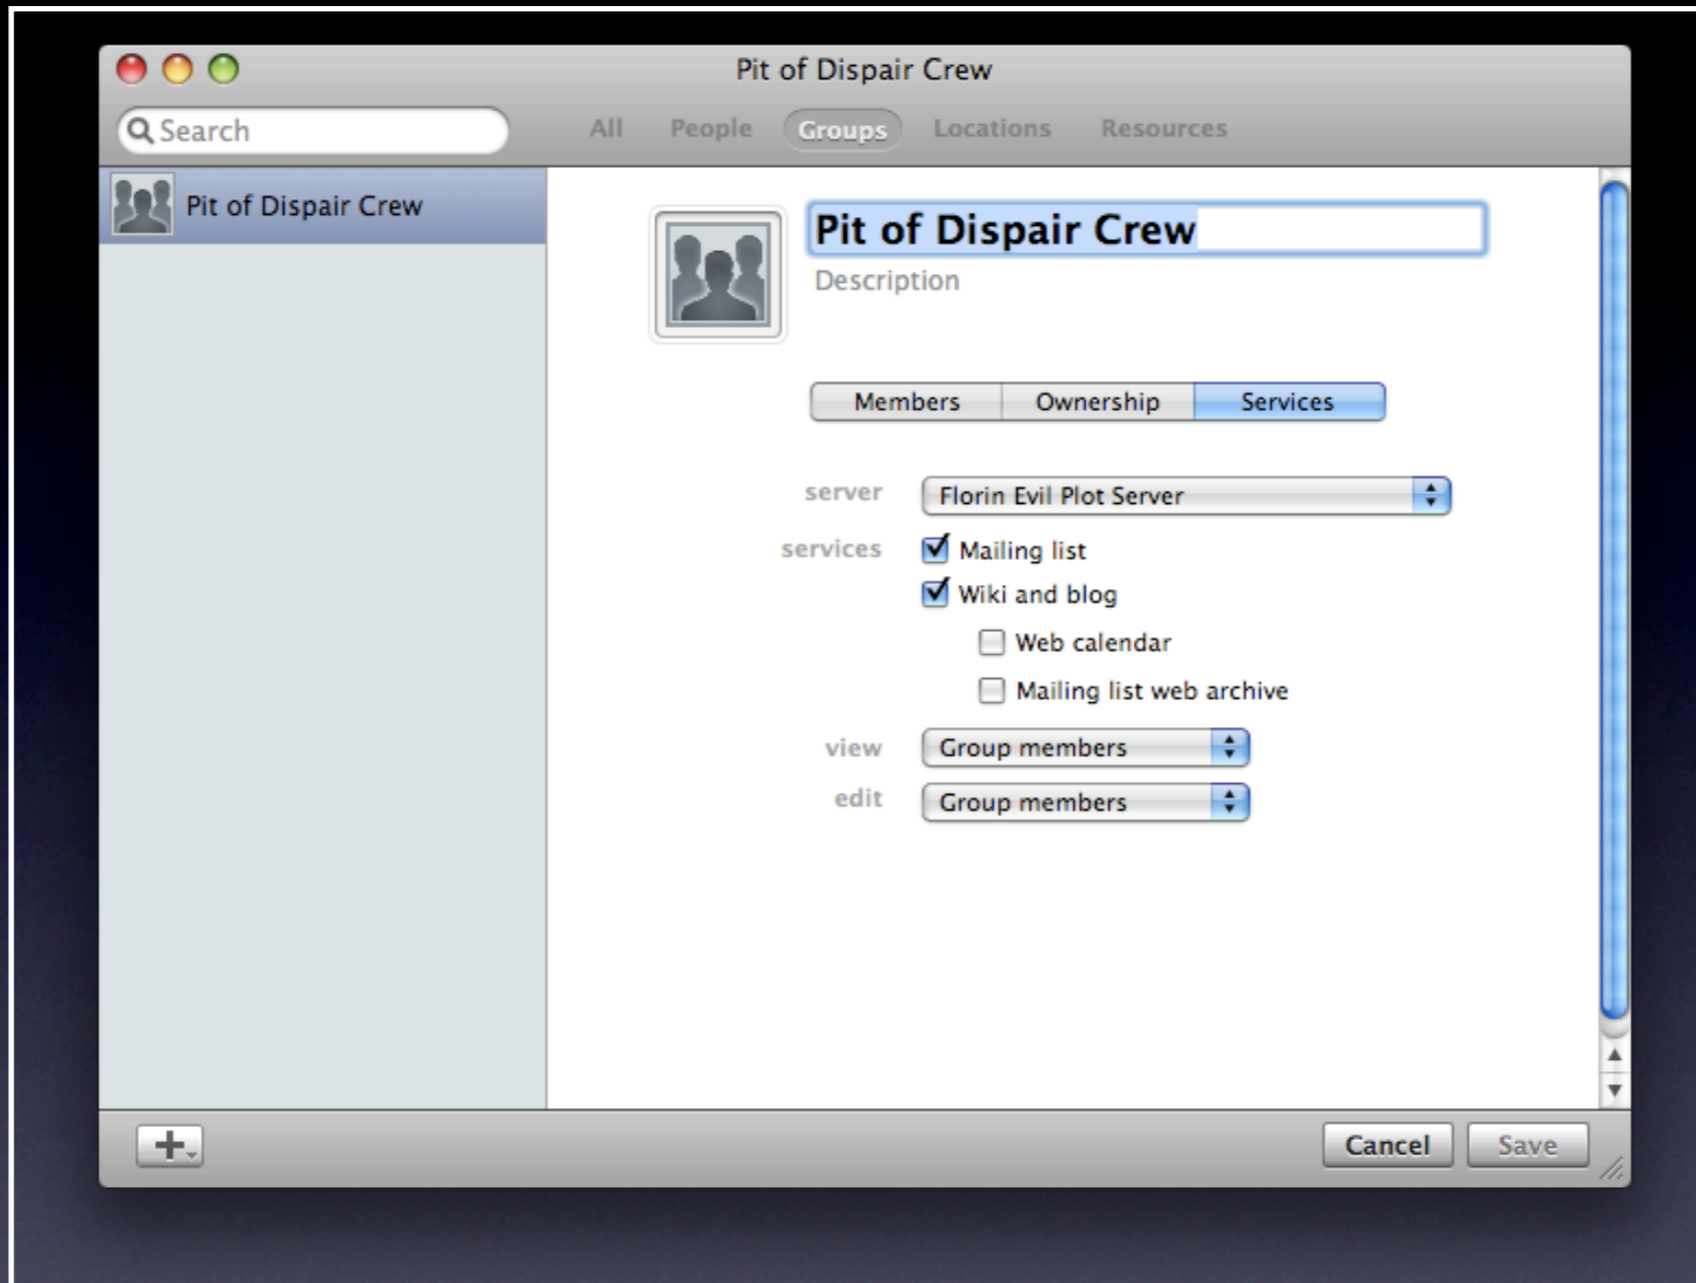 Pit of Dispair Crew
Search
All People Groups Locations Resources
Pit of Dispair Crew
Pit of Dispair Crew
Description
Members Ownership Services
server Florin Evil Plot Server
services Mailing list
Wiki and blog
Web calendar
Mailing list web archive
view Group members
edit Group members
Cancel Save